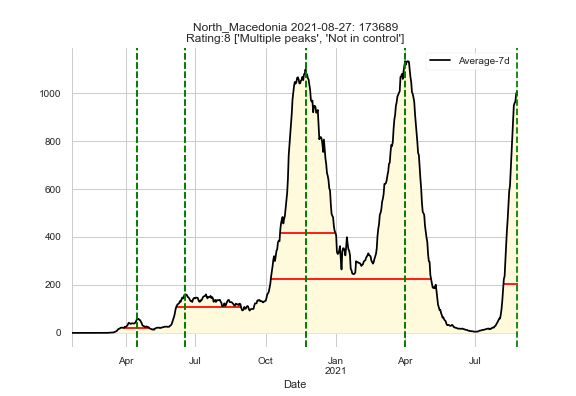 North_Macedonia 2021-08-27: 173689
Rating:8 ['Multiple peaks', 'Not in control']
Average-7d
1000
800
600
400
200
0
Apr Jul Oct Jan Apr Jul
2021
Date